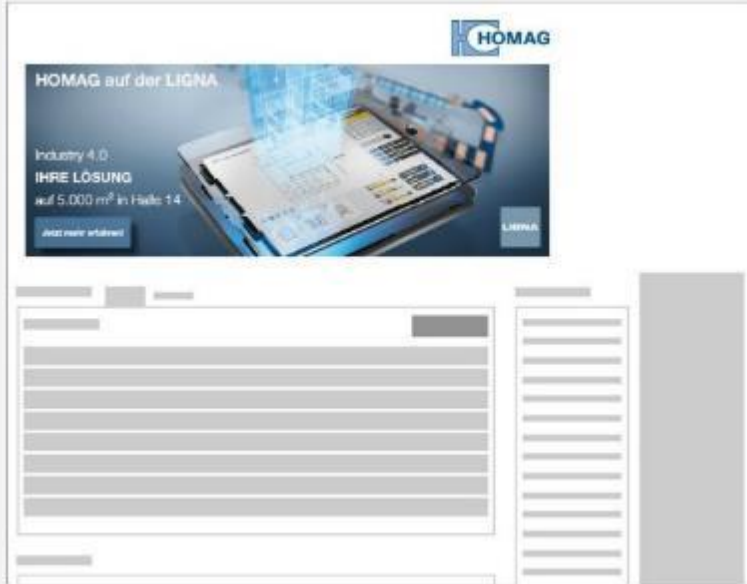 HOMAG
HOMAG auf der LIGNA
Industry 4.0
IHRE LÖSUNG
auf 5.000 m² in Halle 14
Jetzt mehr erfahren!
LIGNA